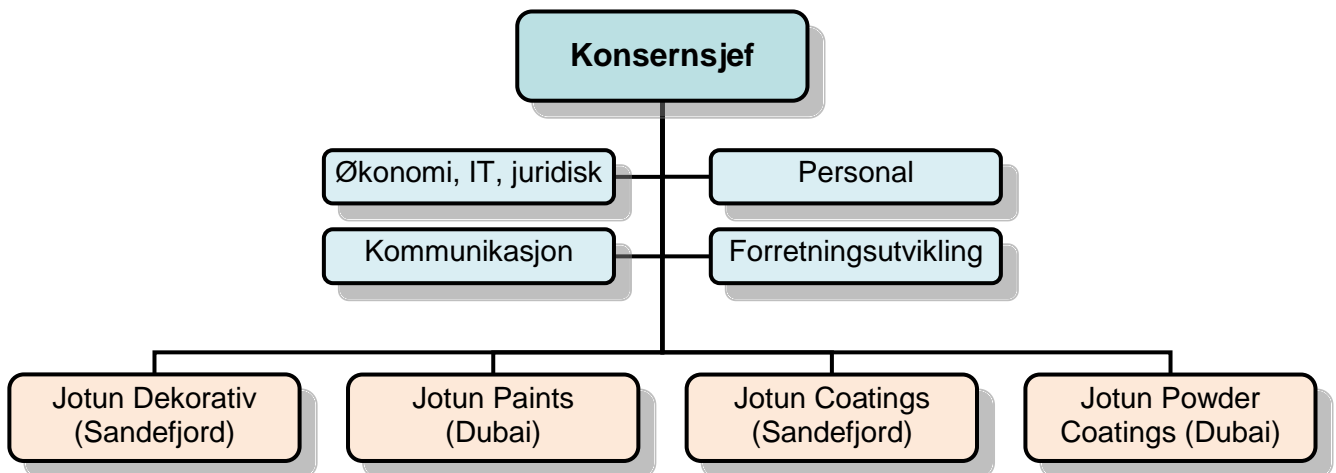 Konsernsjef
Økonomi, IT, juridisk
Personal
Kommunikasjon
Forretningsutvikling
Jotun Dekorativ
(Sandefjord)
Jotun Paints
(Dubai)
Jotun Coatings
(Sandefjord)
Jotun Powder
Coatings (Dubai)